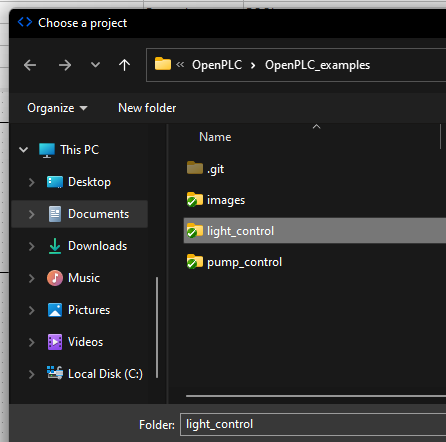 Choose a project
OpenPLC
OpenPLC_examples
Organize
New folder
Name
This PC
Desktop
Documents
Downloads
Music
Pictures
Videos
Local Disk (C:)
.git
images
light_control
pump_control
Folder: light_control